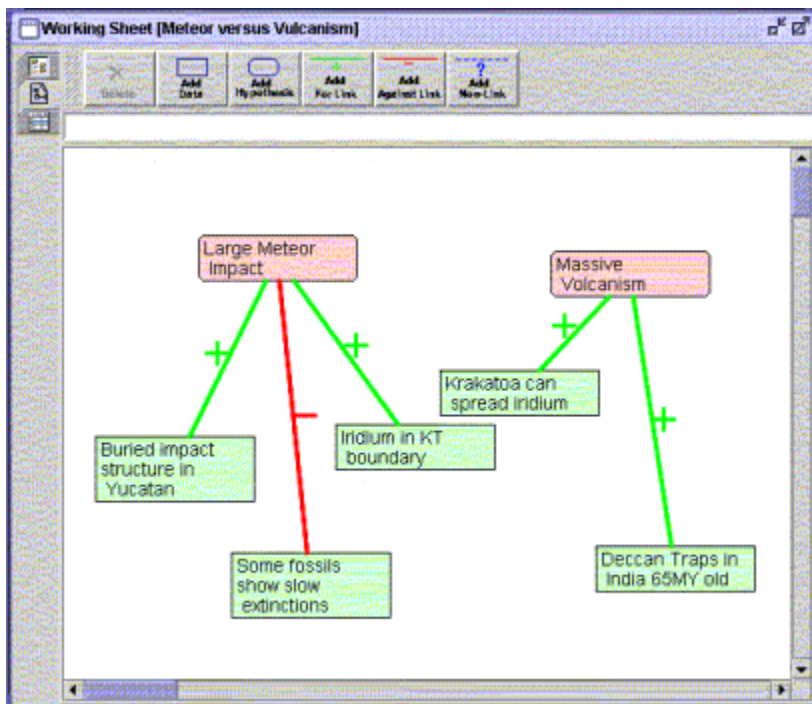 Working Sheet [Meteor versus Vulcanism]
Delete
Add
Data
Add
Hypothesis
Add
For Link
Add
Against Link
?
Add
Non-Link
Large Meteor
Impact
Massive
Volcanism
Krakatoa can
spread iridium
Buried impact
structure in
Yucatan
Iridium in KT
boundary
Some fossils
show slow
extinctions
Deccan Traps in
India 65MY old